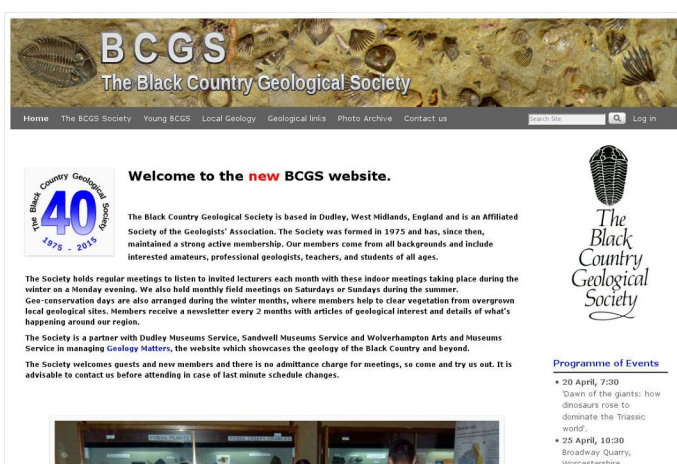 BCGS
The Black Country Geological Society
Home The BCGS Society Young BCGS Local Geology Geological links Photo Archive Contact us Search Site Log in
The Black Country Geological Society
40
1975 - 2015
Welcome to the new BCGS website.
The Black Country Geological Society is based in Dudley, West Midlands, England and is an Affiliated
Society of the Geologists' Association. The Society was formed in 1975 and has, since then,
maintained a strong active membership. Our members come from all backgrounds and include
interested amateurs, professional geologists, teachers, and students of all ages.
The Society holds regular meetings to listen to invited lecturers each month with these indoor meetings taking place during the
winter on a Monday evening. We also hold monthly field meetings on Saturdays or Sundays during the summer.
Geo-conservation days are also arranged during the winter months, where members help to clear vegetation from overgrown
local geological sites. Members receive a newsletter every 2 months with articles of geological interest and details of what's
happening around our region.
The Society is a partner with Dudley Museums Service, Sandwell Museums Service and Wolverhampton Arts and Museums
Service in managing Geology Matters, the website which showcases the geology of the Black Country and beyond.
The Society welcomes guests and new members and there is no admittance charge for meetings, so come and try us out. It is
advisable to contact us before attending in case of last minute schedule changes.
The
Black
Country
Geological
Society
Programme of Events
• 20 April, 7:30
'Dawn of the giants: how
dinosaurs rose to
dominate the Triassic
world'.
• 25 April, 10:30
Broadway Quarry,
Worcestershire
FOSSIL PLANTS